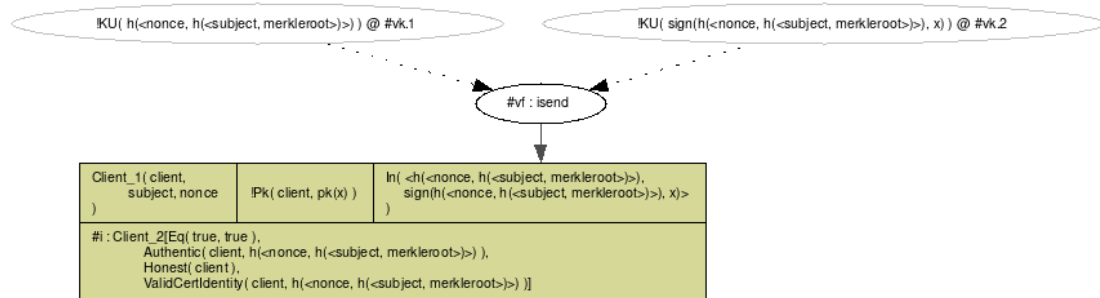 !KU( h(<nonce, h(<subject, merkleroot>)>) ) @ #vk.1
!KU( sign(h(<nonce, h(<subject, merkleroot>)>), x) ) @ #vk.2
#vf : isend
Client_1( client,
subject, nonce
)
!Pk( client, pk(x) )
In( <h(<nonce, h(<subject, merkleroot>)>),
sign(h(<nonce, h(<subject, merkleroot>)>), x)>
)
#i : Client_2[Eq( true, true ),
Authentic( client, h(<nonce, h(<subject, merkleroot>)>) ),
Honest( client ),
ValidCertIdentity( client, h(<nonce, h(<subject, merkleroot>)>) )]